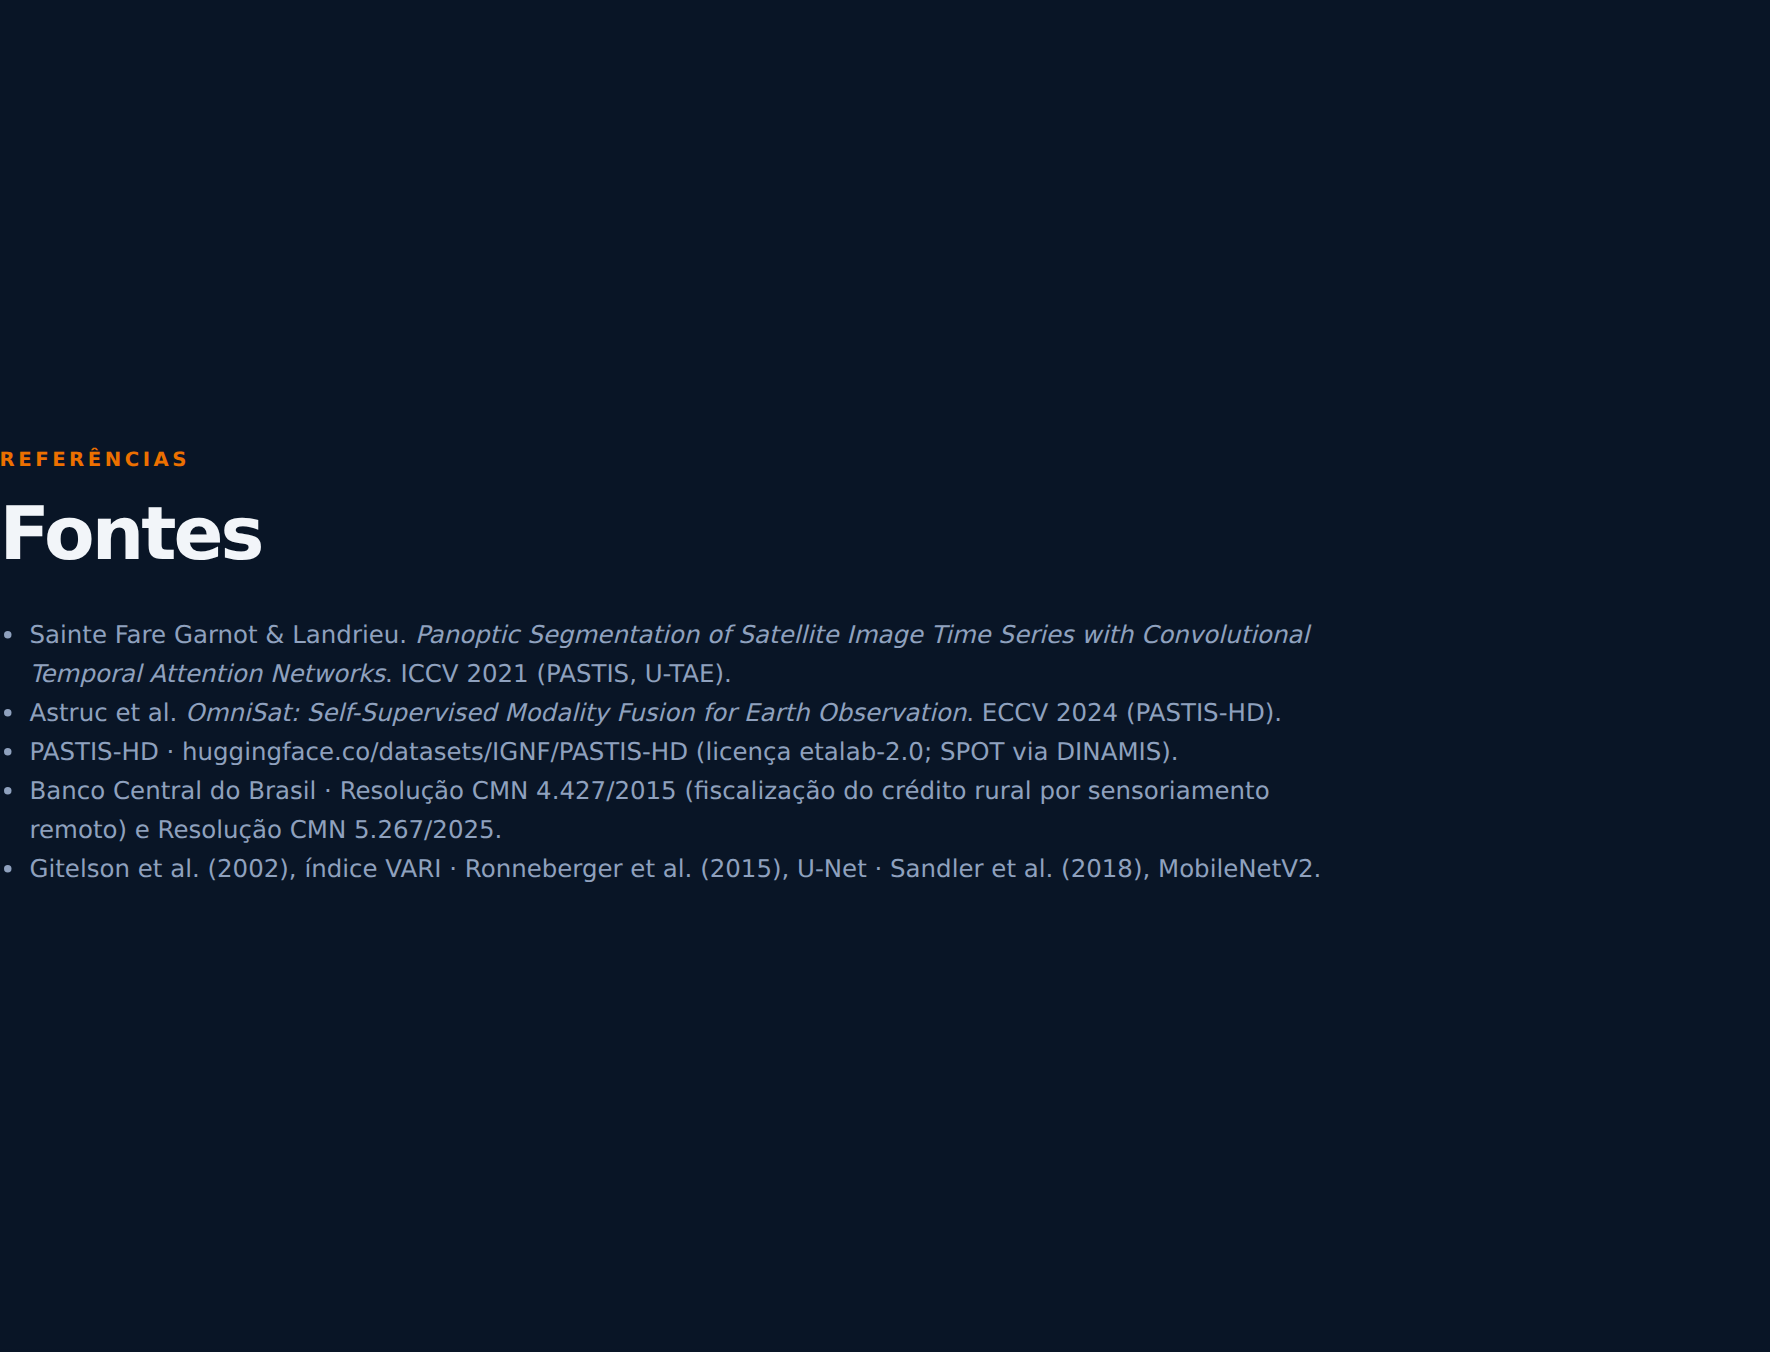 REFERÊNCIAS
Fontes
• Sainte Fare Garnot & Landrieu. Panoptic Segmentation of Satellite Image Time Series with Convolutional
Temporal Attention Networks. ICCV 2021 (PASTIS, U-TAE).
• Astruc et al. OmniSat: Self-Supervised Modality Fusion for Earth Observation. ECCV 2024 (PASTIS-HD).
• PASTIS-HD · huggingface.co/datasets/IGNF/PASTIS-HD (licença etalab-2.0; SPOT via DINAMIS).
• Banco Central do Brasil · Resolução CMN 4.427/2015 (fiscalização do crédito rural por sensoriamento
remoto) e Resolução CMN 5.267/2025.
• Gitelson et al. (2002), índice VARI · Ronneberger et al. (2015), U-Net · Sandler et al. (2018), MobileNetV2.